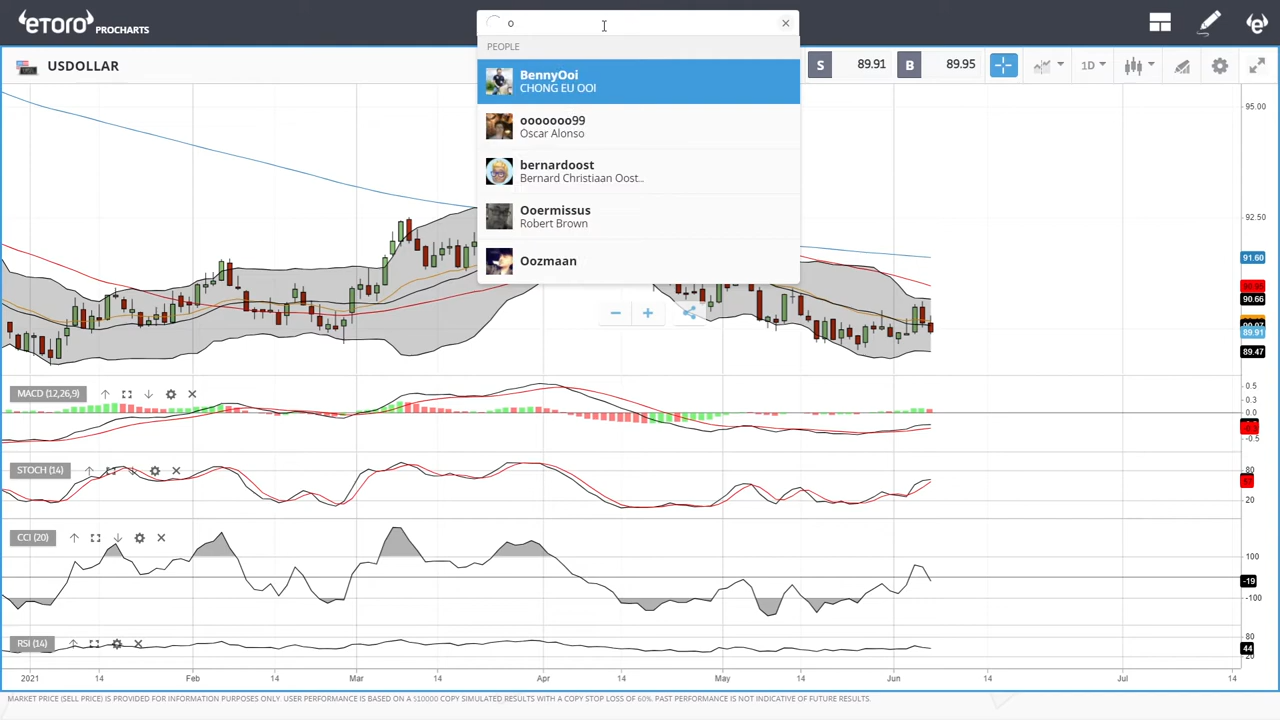 etoro PROCHARTS
o
PEOPLE
BennyOoi
CHONG EU OOI
ooooooo99
Oscar Alonso
bernardoost
Bernard Christiaan Oost..
Ooermissus
Robert Brown
Oozmaan
USDOLLAR
S 89.91 B 89.95
1D
95.00
92.50
91.60
90.66
89.91
89.47
MACD (12,26,9)
0.5
0.3
0.0
-0.5
STOCH (14)
80
57
20
CCI (20)
100
-19
-100
RSI (14)
80
44
20
2021 14 Feb 14 Mar 14 Apr 14 May 14 Jun 14 Jul 14
MARKET PRICE (SELL PRICE) IS PROVIDED FOR INFORMATION PURPOSES ONLY. USER PERFORMANCE IS BASED ON A $10000 COPY SIMULATED RESULTS WITH A COPY STOP LOSS OF 60%. PAST PERFORMANCE IS NOT INDICATIVE OF FUTURE RESULTS.